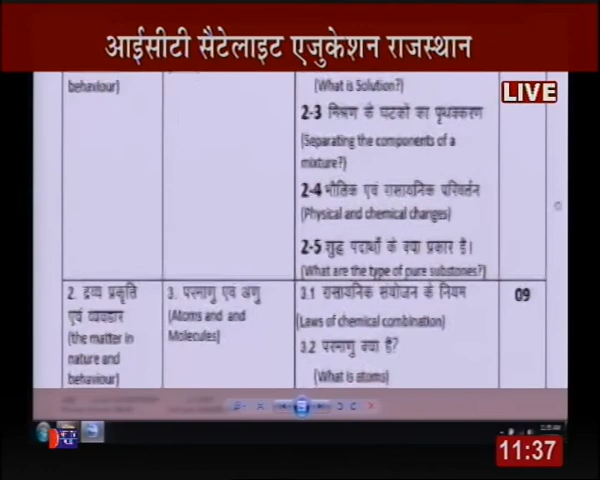 आईसीटी सैटेलाइट एजुकेशन राजस्थान
LIVE
behaviour)
(What is Solution?)
2-3 मिश्रण के घटकों का पृथक्करण
(Separating the components of a
mixture?)
2-4 भौतिक एवं रासायनिक परिवर्तन
(Physical and chemical changes)
2-5 शुद्ध पदार्थों के क्या प्रकार है।
(What are the type of pure substones?)
2. द्रव्य प्रकृति
एवं व्यवहार
(the matter in
nature and
behaviour)
3. परमाणु एव अणु
(Atoms and and
Molecules)
3.1 रासायनिक संयोजन के नियम
(Laws of chemical combination)
3.2 परमाणु क्या है?
(What is atoms)
09
11:37